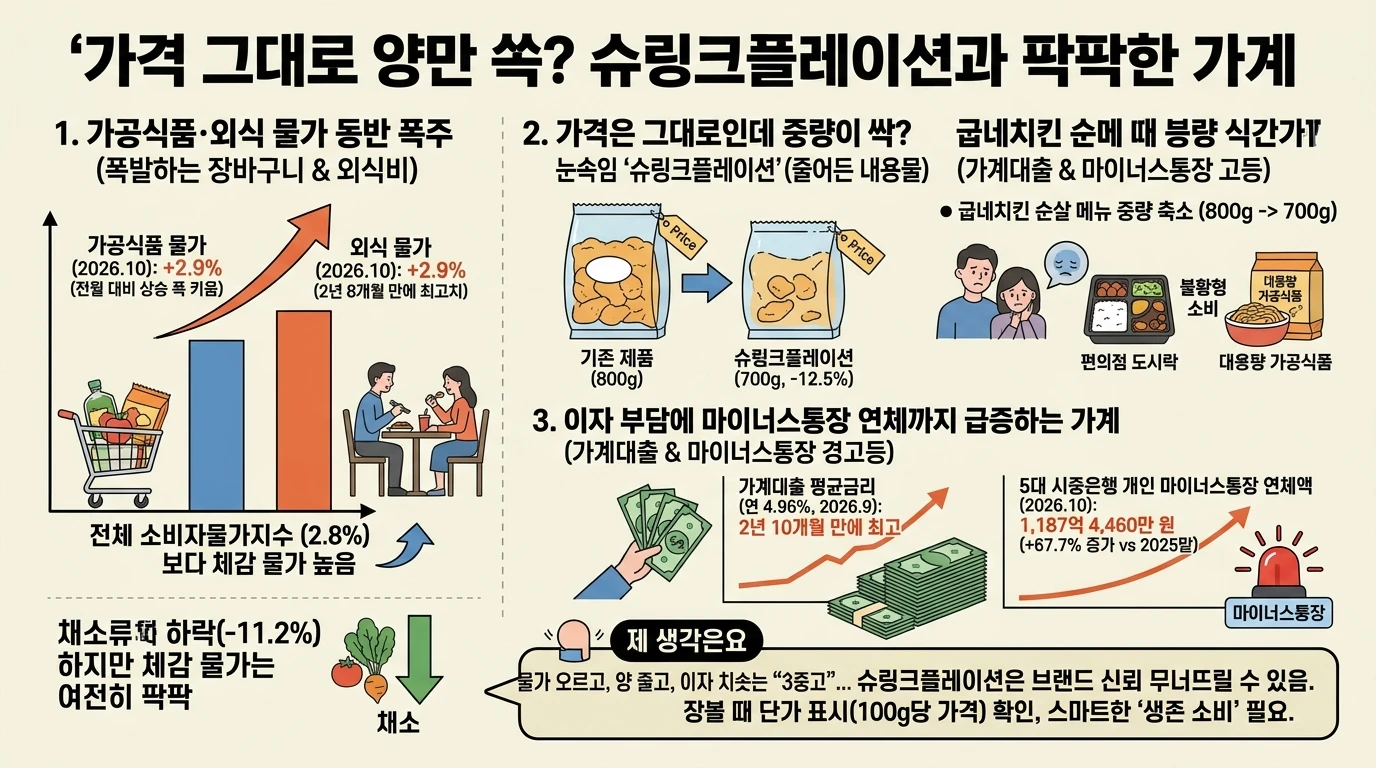 ‘가격 그대로 양만 쏙? 슈링크플레이션과 팍팍한 가계
1. 가공식품·외식 물가 동반 폭주
(폭발하는 장바구니 & 외식비)
가공식품 물가
(2026.10): +2.9%
(전월 대비 상승 폭 키움)
외식 물가
(2026.10): +2.9%
(2년 8개월 만에 최고치)
전체 소비자물가지수 (2.8%)
보다 체감 물가 높음
하락(-11.2%)
하지만 체감 물가는
여전히 팍팍
채소
2. 가격은 그대로인데 중량이 싹?
눈속임 ‘슈링크플레이션’ (줄어든 내용물)
Price
Price
기존 제품
(800g)
슈링크플레이션
(700g, -12.5%)
굽네치킨 순메 때 븡량
(가계대출 & 마이너스통장 고등)
● 굽네치킨 순살 메뉴 중량 축소 (800g -> 700g)
불황형
소비
대용량
편의점 도시락
대용량 가공식품
3. 이자 부담에 마이너스통장 연체까지 급증하는 가계
(가계대출 & 마이너스통장 경고등)
가계대출 평균금리
(연 4.96%, 2026.9):
2년 10개월 만에 최고
5대 시중은행 개인 마이너스통장 연체액
(2026.10):
1,187억 4,460만 원
(+67.7% 증가 vs 2025말)
마이너스통장
제 생각은요
물가 오르고, 양 줄고, 이자 치솟는 “3중고”... 슈링크플레이션은 브랜드 신뢰 무너뜨릴 수 있음.
장볼 때 단가 표시(100g당 가격) 확인, 스마트한 ‘생존 소비’ 필요.